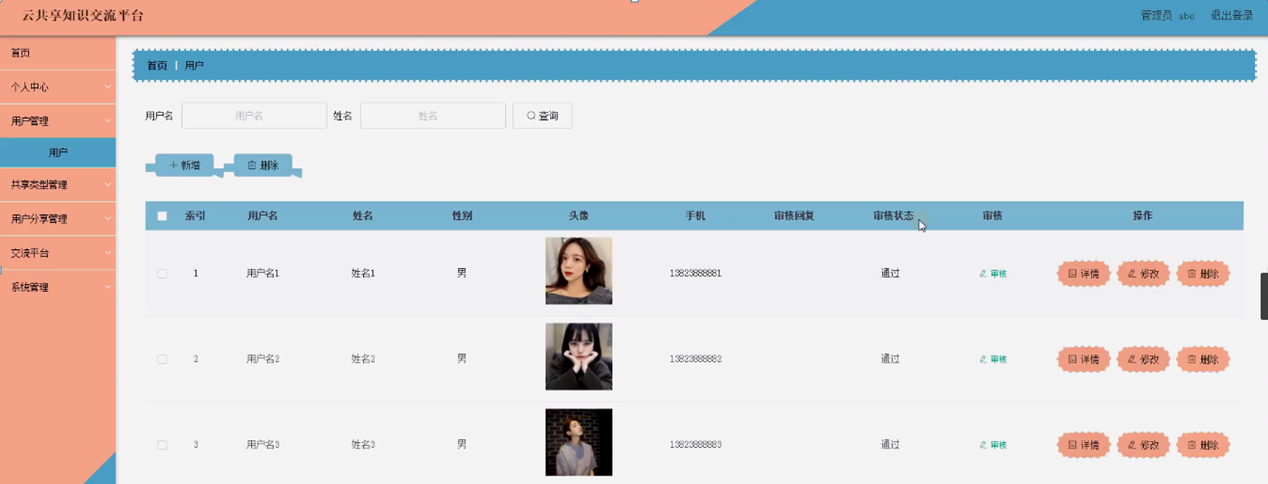 云共享知识交流平台
管理员 abo 退出登录
首页
个人中心
用户管理
用户
共享类型管理
用户分享管理
交流平台
系统管理
首页 | 用户
用户名 用户名 姓名 姓名 查询
新增 删除
索引 用户名 姓名 性别 头像 手机 审核回复 审核状态 审核 操作
1 用户名1 姓名1 男 13823888881 通过 审核 详情 修改 删除
2 用户名2 姓名2 男 13823888882 通过 审核 详情 修改 删除
3 用户名3 姓名3 男 13823888883 通过 审核 详情 修改 删除